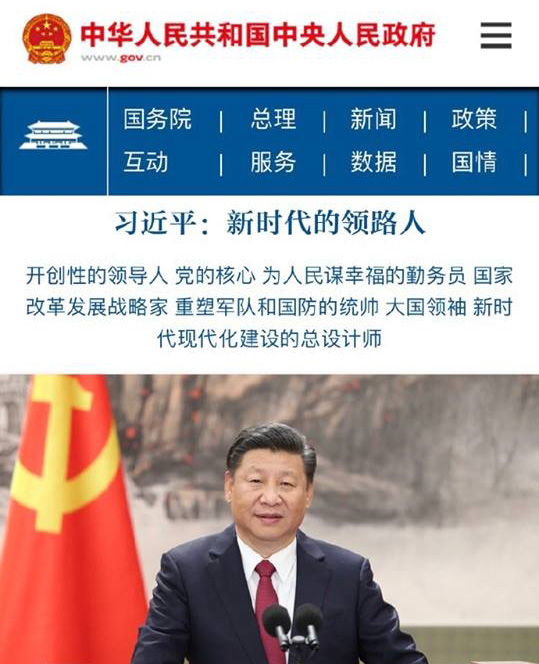 中华人民共和国中央人民政府
www.gov.cn
国务院 | 总理 | 新闻 | 政策 |
互动 | 服务 | 数据 | 国情 |
习近平：新时代的领路人
开创性的领导人 党的核心 为人民谋幸福的勤务员 国家
改革发展战略家 重塑军队和国防的统帅 大国领袖 新时
代现代化建设的总设计师